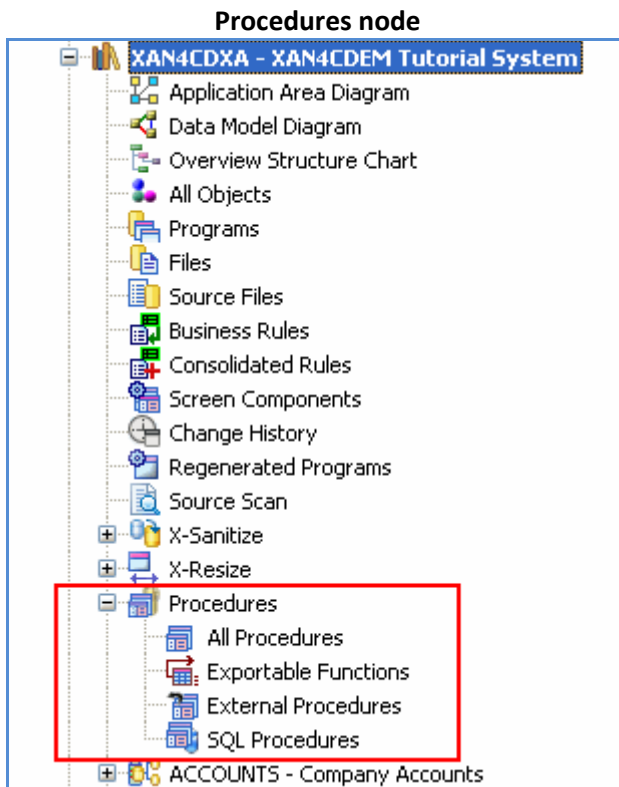 Procedures node
XAN4CDXA - XAN4CDEM Tutorial System
Application Area Diagram
Data Model Diagram
Overview Structure Chart
All Objects
Programs
Files
Source Files
Business Rules
Consolidated Rules
Screen Components
Change History
Regenerated Programs
Source Scan
X-Sanitize
X-Resize
Procedures
All Procedures
Exportable Functions
External Procedures
SQL Procedures
ACCOUNTS - Company Accounts